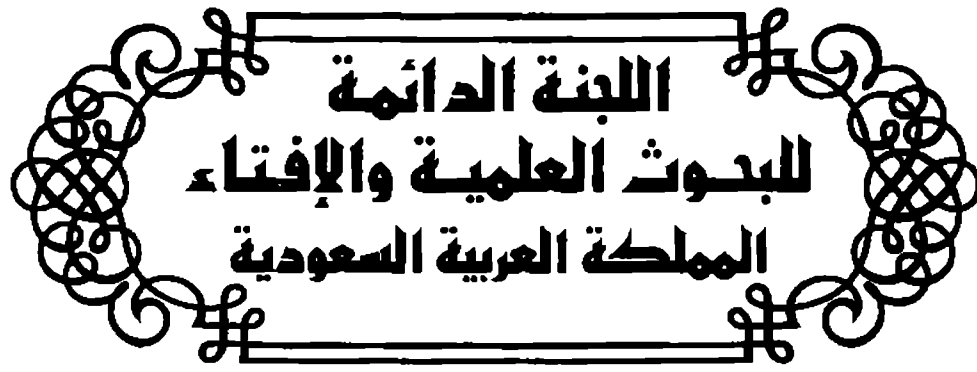 اللجنة الدائمة
للبحوث العلمية والإفتاء
المملكة العربية السعودية